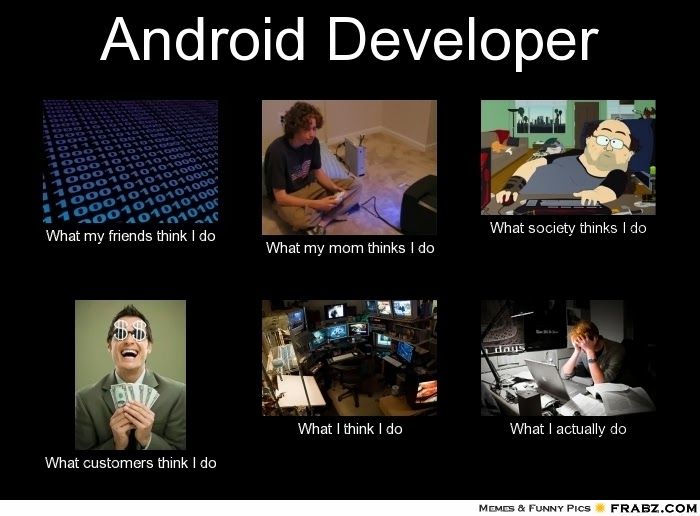 Android Developer
What my friends think I do
What my mom thinks I do
What society thinks I do
What customers think I do
What I think I do
What I actually do
days
MEMES & FUNNY PICS FRABZ.COM